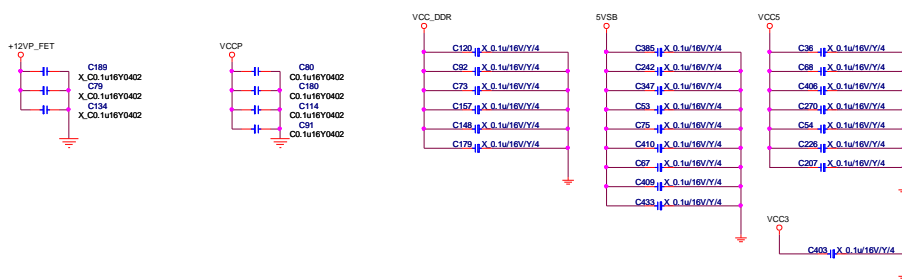 +12VP_FET
C189
X_C0.1u16Y0402
C79
X_C0.1u16Y0402
C134
X_C0.1u16Y0402
VCCP
C80
C0.1u16Y0402
C180
C0.1u16Y0402
C114
C0.1u16Y0402
C91
C0.1u16Y0402
VCC_DDR
C120 X_0.1u/16V/Y/4
C92 X_0.1u/16V/Y/4
C73 X_0.1u/16V/Y/4
C157 X_0.1u/16V/Y/4
C148 X_0.1u/16V/Y/4
C179 X_0.1u/16V/Y/4
5VSB
C385 X_0.1u/16V/Y/4
C242 X_0.1u/16V/Y/4
C347 X_0.1u/16V/Y/4
C53 X_0.1u/16V/Y/4
C75 X_0.1u/16V/Y/4
C410 X_0.1u/16V/Y/4
C67 X_0.1u/16V/Y/4
C409 X_0.1u/16V/Y/4
C433 X_0.1u/16V/Y/4
VCC5
C36 X_0.1u/16V/Y/4
C68 X_0.1u/16V/Y/4
C406 X_0.1u/16V/Y/4
C270 X_0.1u/16V/Y/4
C54 X_0.1u/16V/Y/4
C226 X_0.1u/16V/Y/4
C207 X_0.1u/16V/Y/4
VCC3
C403 X_0.1u/16V/Y/4